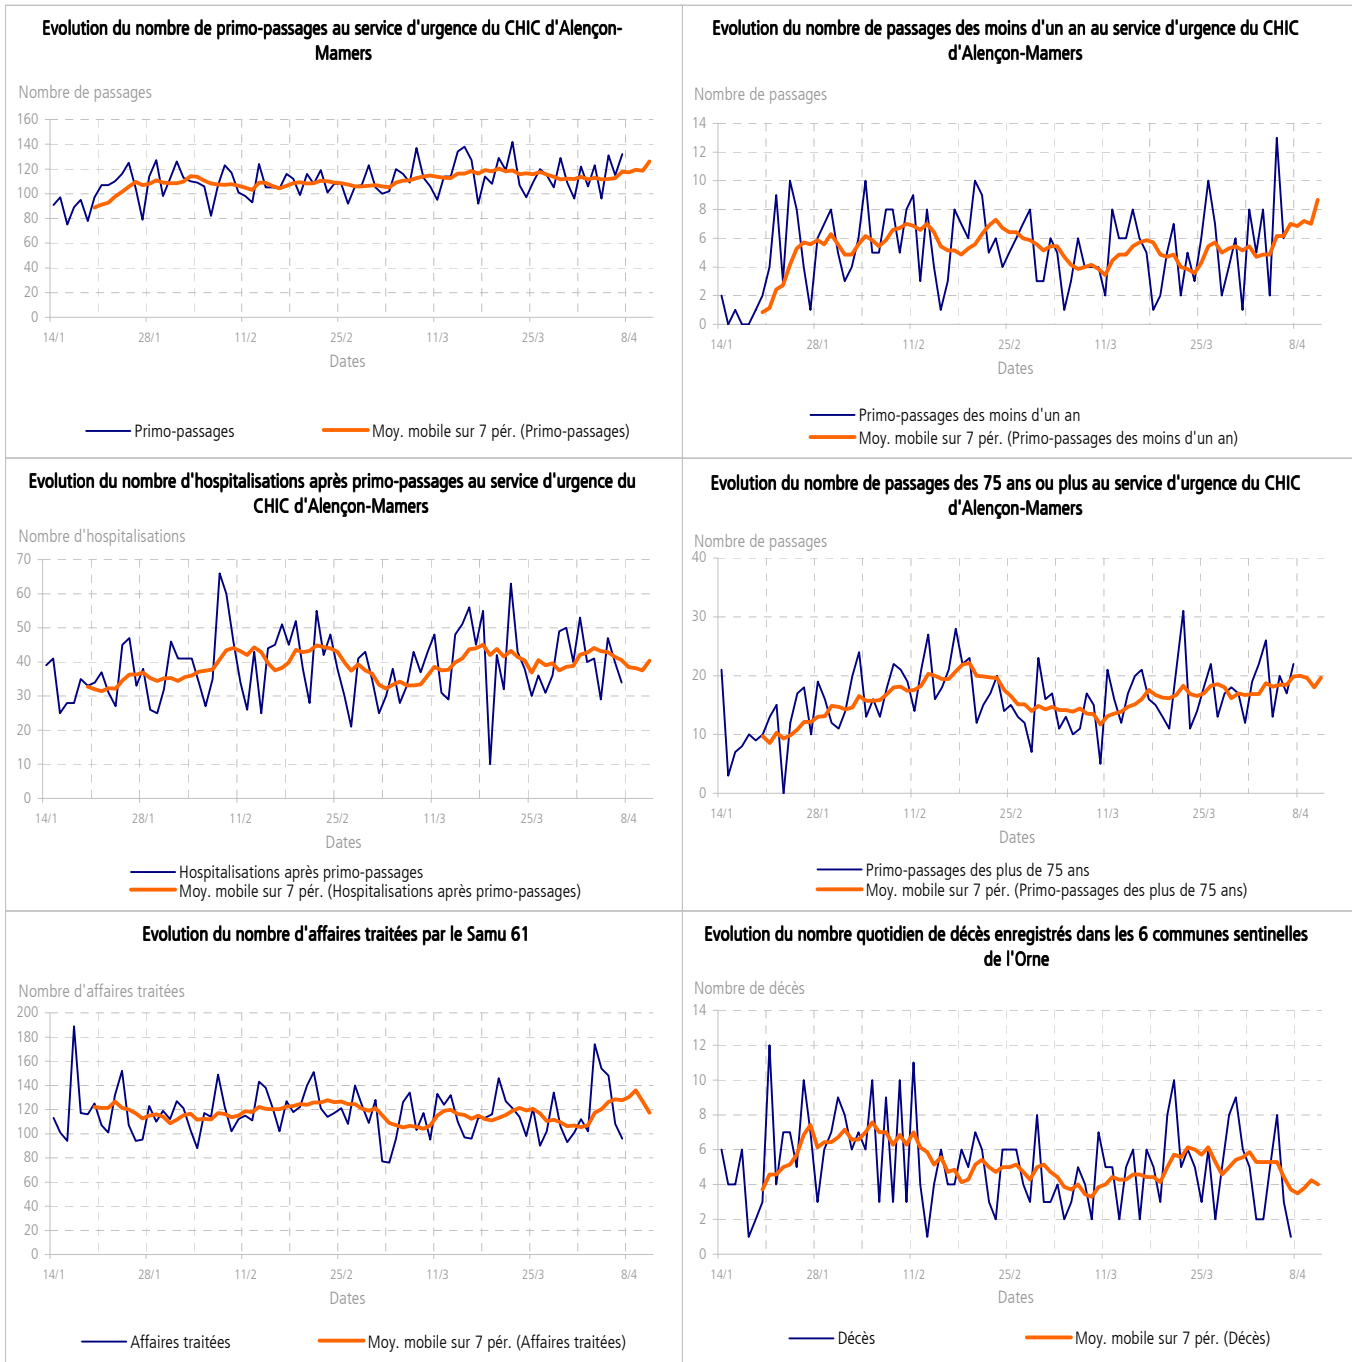 Evolution du nombre de primo-passages au service d'urgence du CHIC d'Alençon-
Mamers
Nombre de passages
160
140
120
100
80
60
40
20
0
14/1 28/1 11/2 25/2 11/3 25/3 8/4
Dates
Primo-passages Moy. mobile sur 7 pér. (Primo-passages)
Evolution du nombre de passages des moins d'un an au service d'urgence du CHIC
d'Alençon-Mamers
Nombre de passages
14
12
10
8
6
4
2
0
14/1 28/1 11/2 25/2 11/3 25/3 8/4
Dates
Primo-passages des moins d'un an
Moy. mobile sur 7 pér. (Primo-passages des moins d'un an)
Evolution du nombre d'hospitalisations après primo-passages au service d'urgence du
CHIC d'Alençon-Mamers
Nombre d'hospitalisations
70
60
50
40
30
20
10
0
14/1 28/1 11/2 25/2 11/3 25/3 8/4
Dates
Hospitalisations après primo-passages
Moy. mobile sur 7 pér. (Hospitalisations après primo-passages)
Evolution du nombre de passages des 75 ans ou plus au service d'urgence du CHIC
d'Alençon-Mamers
Nombre de passages
40
30
20
10
0
14/1 28/1 11/2 25/2 11/3 25/3 8/4
Dates
Primo-passages des plus de 75 ans
Moy. mobile sur 7 pér. (Primo-passages des plus de 75 ans)
Evolution du nombre d'affaires traitées par le Samu 61
Nombre d'affaires traitées
200
180
160
140
120
100
80
60
40
20
0
14/1 28/1 11/2 25/2 11/3 25/3 8/4
Dates
Affaires traitées Moy. mobile sur 7 pér. (Affaires traitées)
Evolution du nombre quotidien de décès enregistrés dans les 6 communes sentinelles
de l'Orne
Nombre de décès
14
12
10
8
6
4
2
0
14/1 28/1 11/2 25/2 11/3 25/3 8/4
Dates
Décès Moy. mobile sur 7 pér. (Décès)